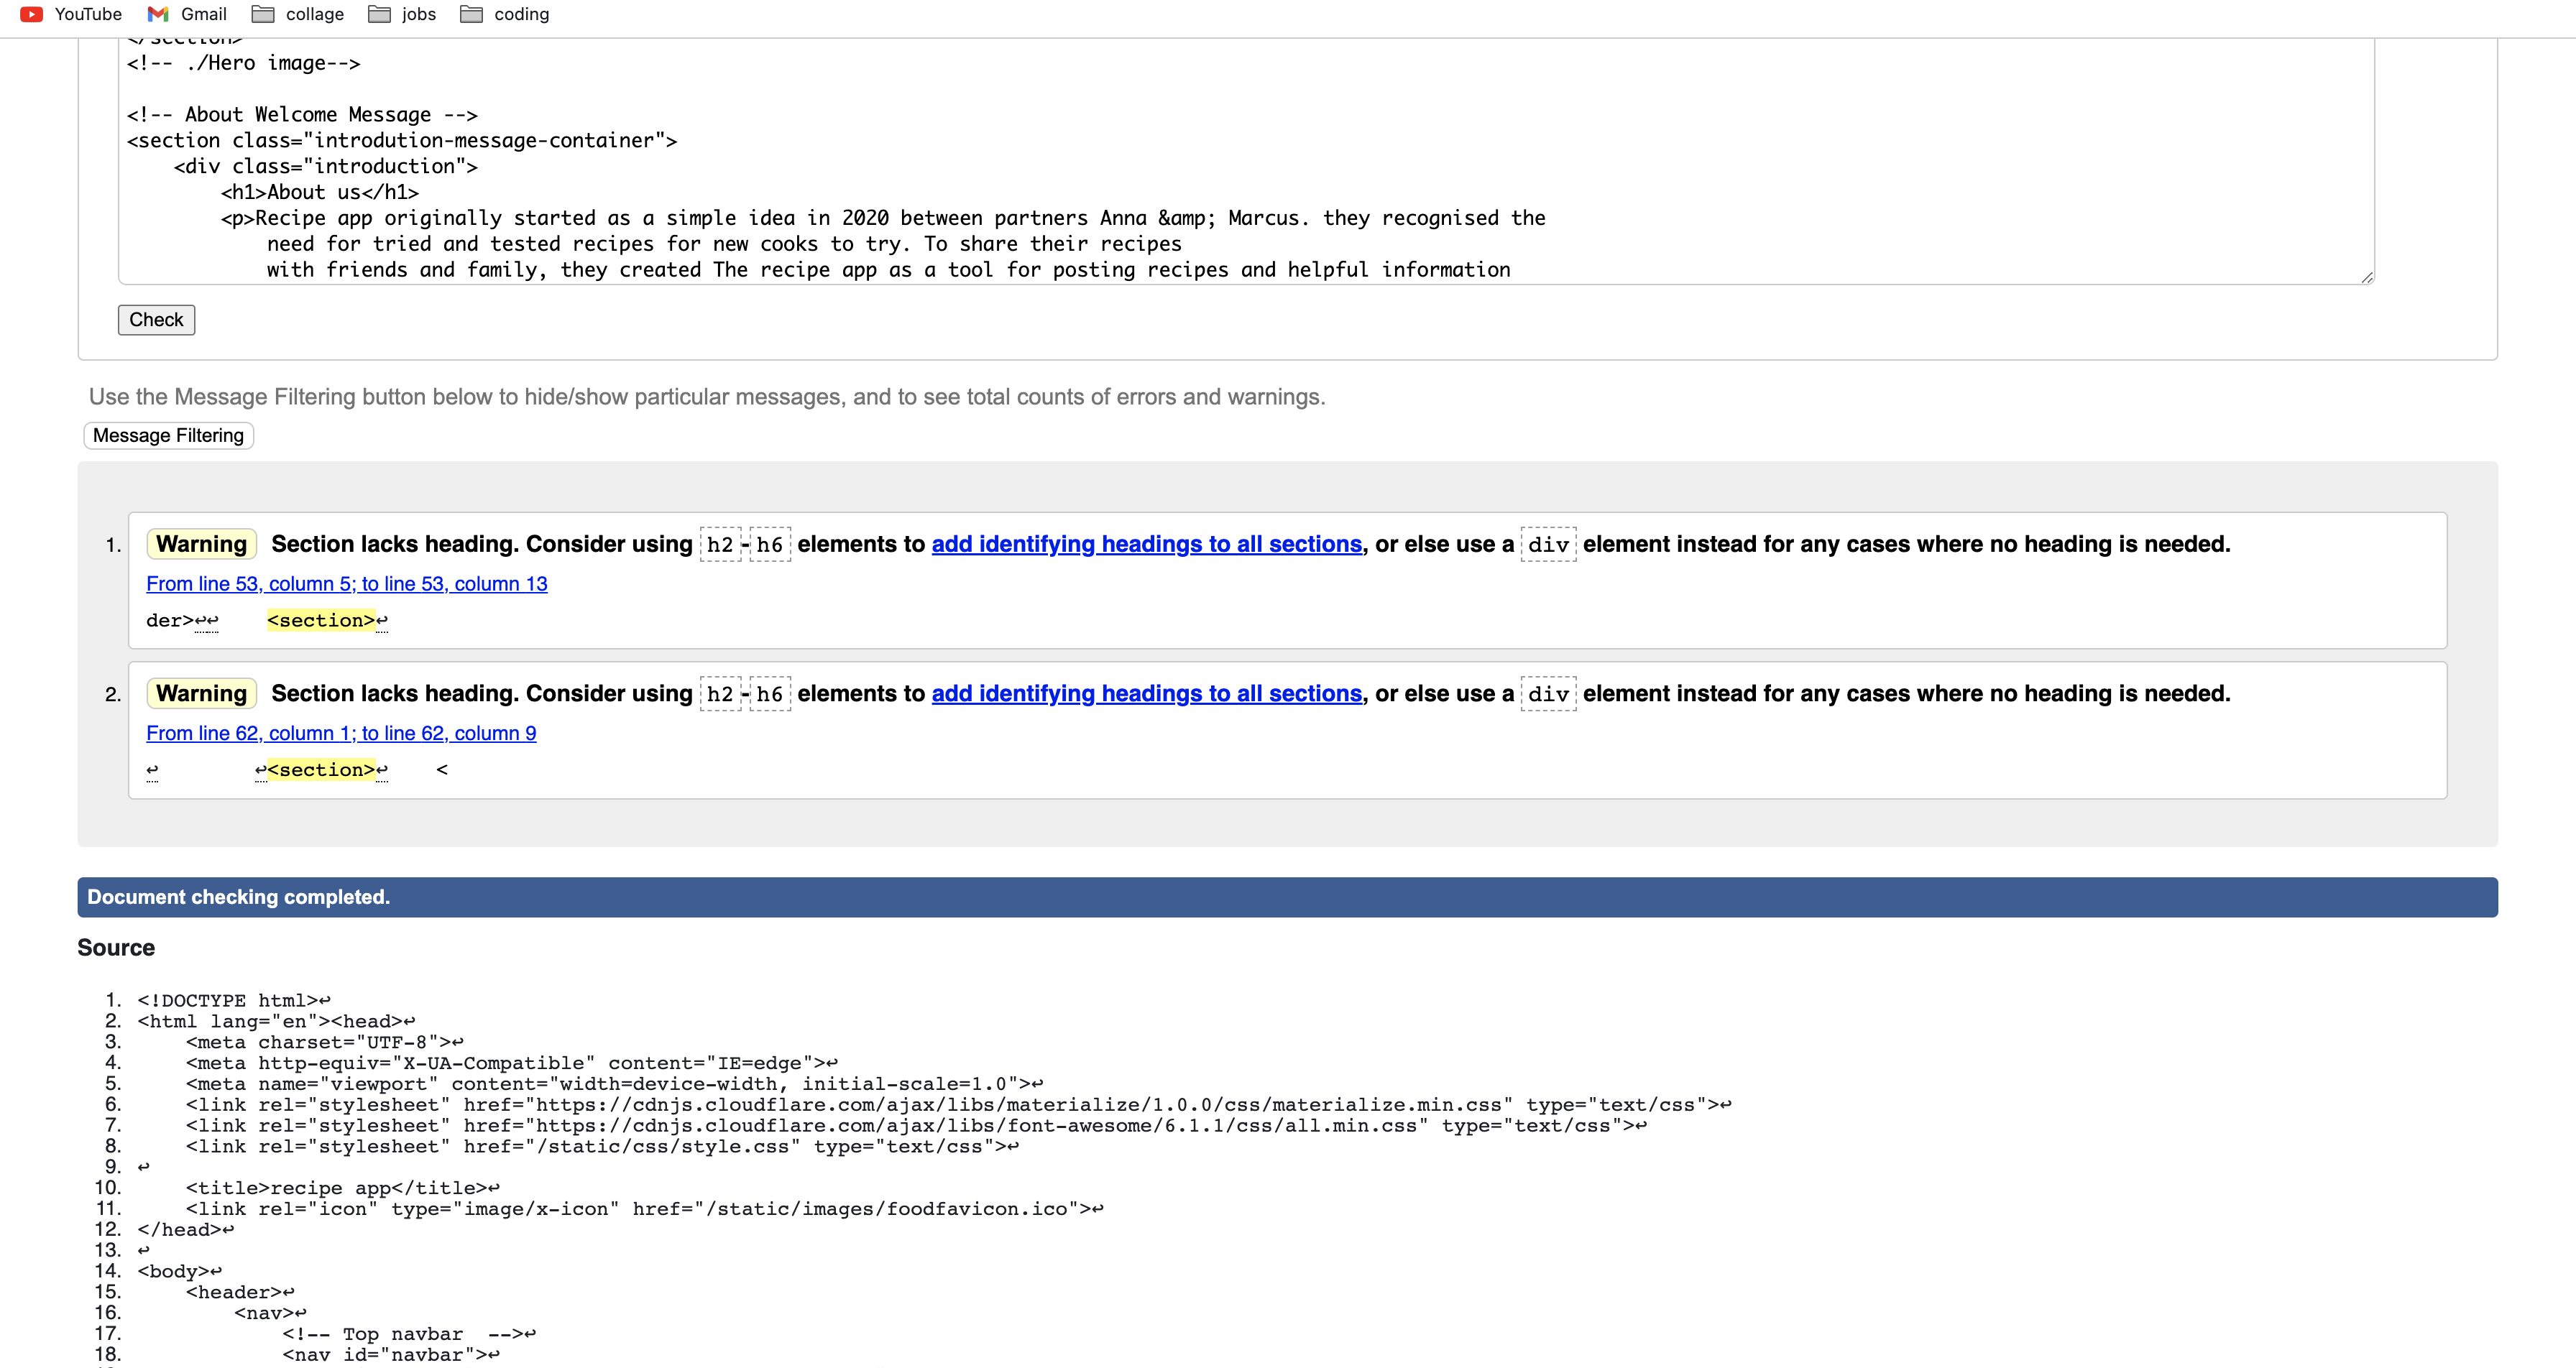 YouTube Gmail collage jobs coding
</section>
<!-- ./Hero image-->
<!-- About Welcome Message -->
<section class="introdution-message-container">
<div class="introduction">
<h1>About us</h1>
<p>Recipe app originally started as a simple idea in 2020 between partners Anna &amp; Marcus. they recognised the
need for tried and tested recipes for new cooks to try. To share their recipes
with friends and family, they created The recipe app as a tool for posting recipes and helpful information
Check
Use the Message Filtering button below to hide/show particular messages, and to see total counts of errors and warnings.
Message Filtering
1. Warning Section lacks heading. Consider using h2-h6 elements to add identifying headings to all sections, or else use a div element instead for any cases where no heading is needed.
From line 53, column 5; to line 53, column 13
der>↩↩ <section>↩
2. Warning Section lacks heading. Consider using h2-h6 elements to add identifying headings to all sections, or else use a div element instead for any cases where no heading is needed.
From line 62, column 1; to line 62, column 9
↩ ↩<section>↩ <
Document checking completed.
Source
1. <!DOCTYPE html>↩
2. <html lang="en"><head>↩
3. <meta charset="UTF-8">↩
4. <meta http-equiv="X-UA-Compatible" content="IE=edge">↩
5. <meta name="viewport" content="width=device-width, initial-scale=1.0">↩
6. <link rel="stylesheet" href="https://cdnjs.cloudflare.com/ajax/libs/materialize/1.0.0/css/materialize.min.css" type="text/css">↩
7. <link rel="stylesheet" href="https://cdnjs.cloudflare.com/ajax/libs/font-awesome/6.1.1/css/all.min.css" type="text/css">↩
8. <link rel="stylesheet" href="/static/css/style.css" type="text/css">↩
9. ↩
10. <title>recipe app</title>↩
11. <link rel="icon" type="image/x-icon" href="/static/images/foodfavicon.ico">↩
12. </head>↩
13. ↩
14. <body>↩
15. <header>↩
16. <nav>↩
17. <!-- Top navbar  -->↩
18. <nav id="navbar">↩